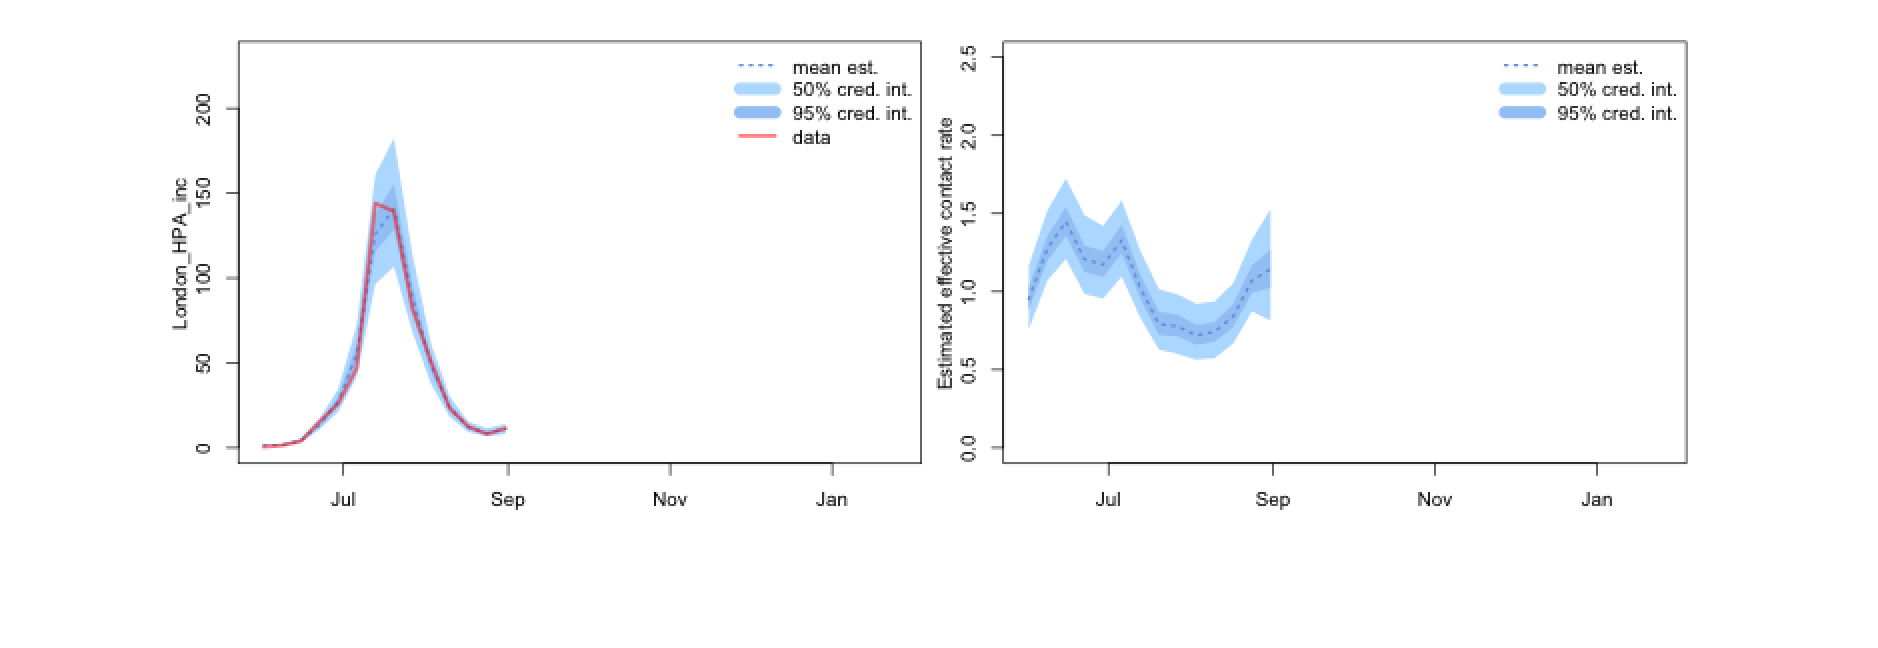 London_HPA_inc
200
150
100
50
0
Jul
Sep
Nov
Jan
mean est.
50% cred. int.
95% cred. int.
data
Estimated effective contact rate
2.5
2.0
1.5
1.0
0.5
0.0
Jul
Sep
Nov
Jan
mean est.
50% cred. int.
95% cred. int.